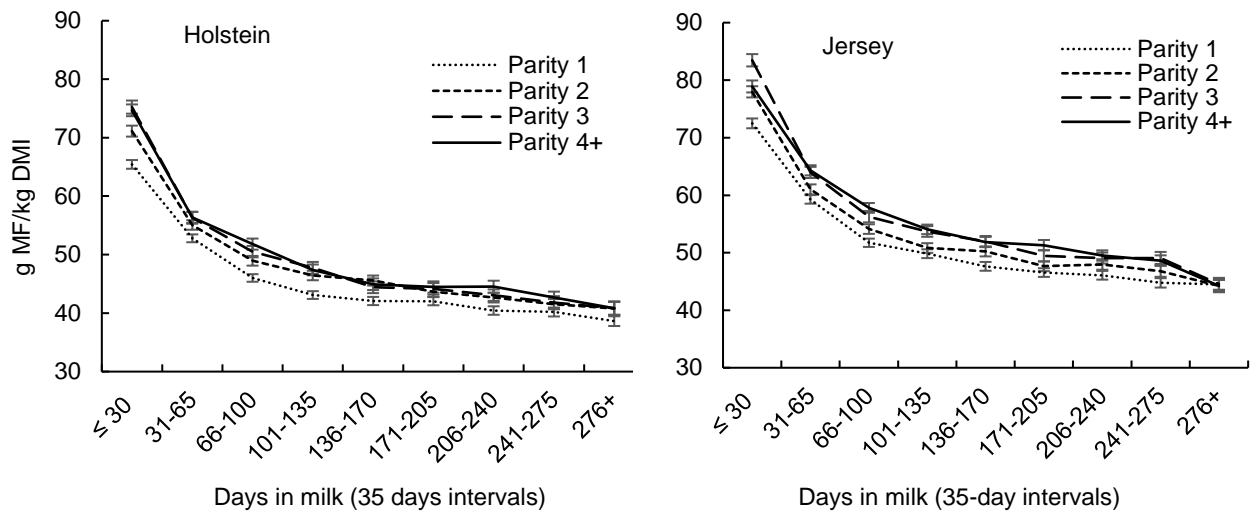 g MF/kg DMI
90
80
70
60
50
40
30
Holstein
Parity 1
Parity 2
Parity 3
Parity 4+
≤ 30
31-65
66-100
101-135
136-170
171-205
206-240
241-275
276+
Days in milk (35 days intervals)
90
80
70
60
50
40
30
Jersey
Parity 1
Parity 2
Parity 3
Parity 4+
≤ 30
31-65
66-100
101-135
136-170
171-205
206-240
241-275
276+
Days in milk (35-day intervals)